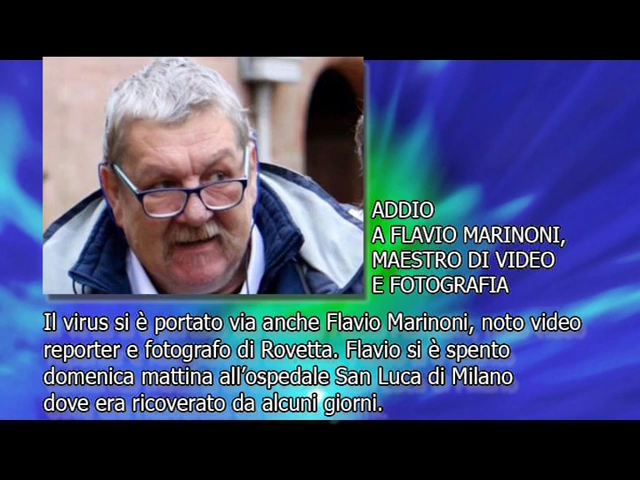 ADDIO
A FLAVIO MARINONI,
MAESTRO DI VIDEO
E FOTOGRAFIA
Il virus si è portato via anche Flavio Marinoni, noto video
reporter e fotografo di Rovetta. Flavio si è spento
domenica mattina all’ospedale San Luca di Milano
dove era ricoverato da alcuni giorni.